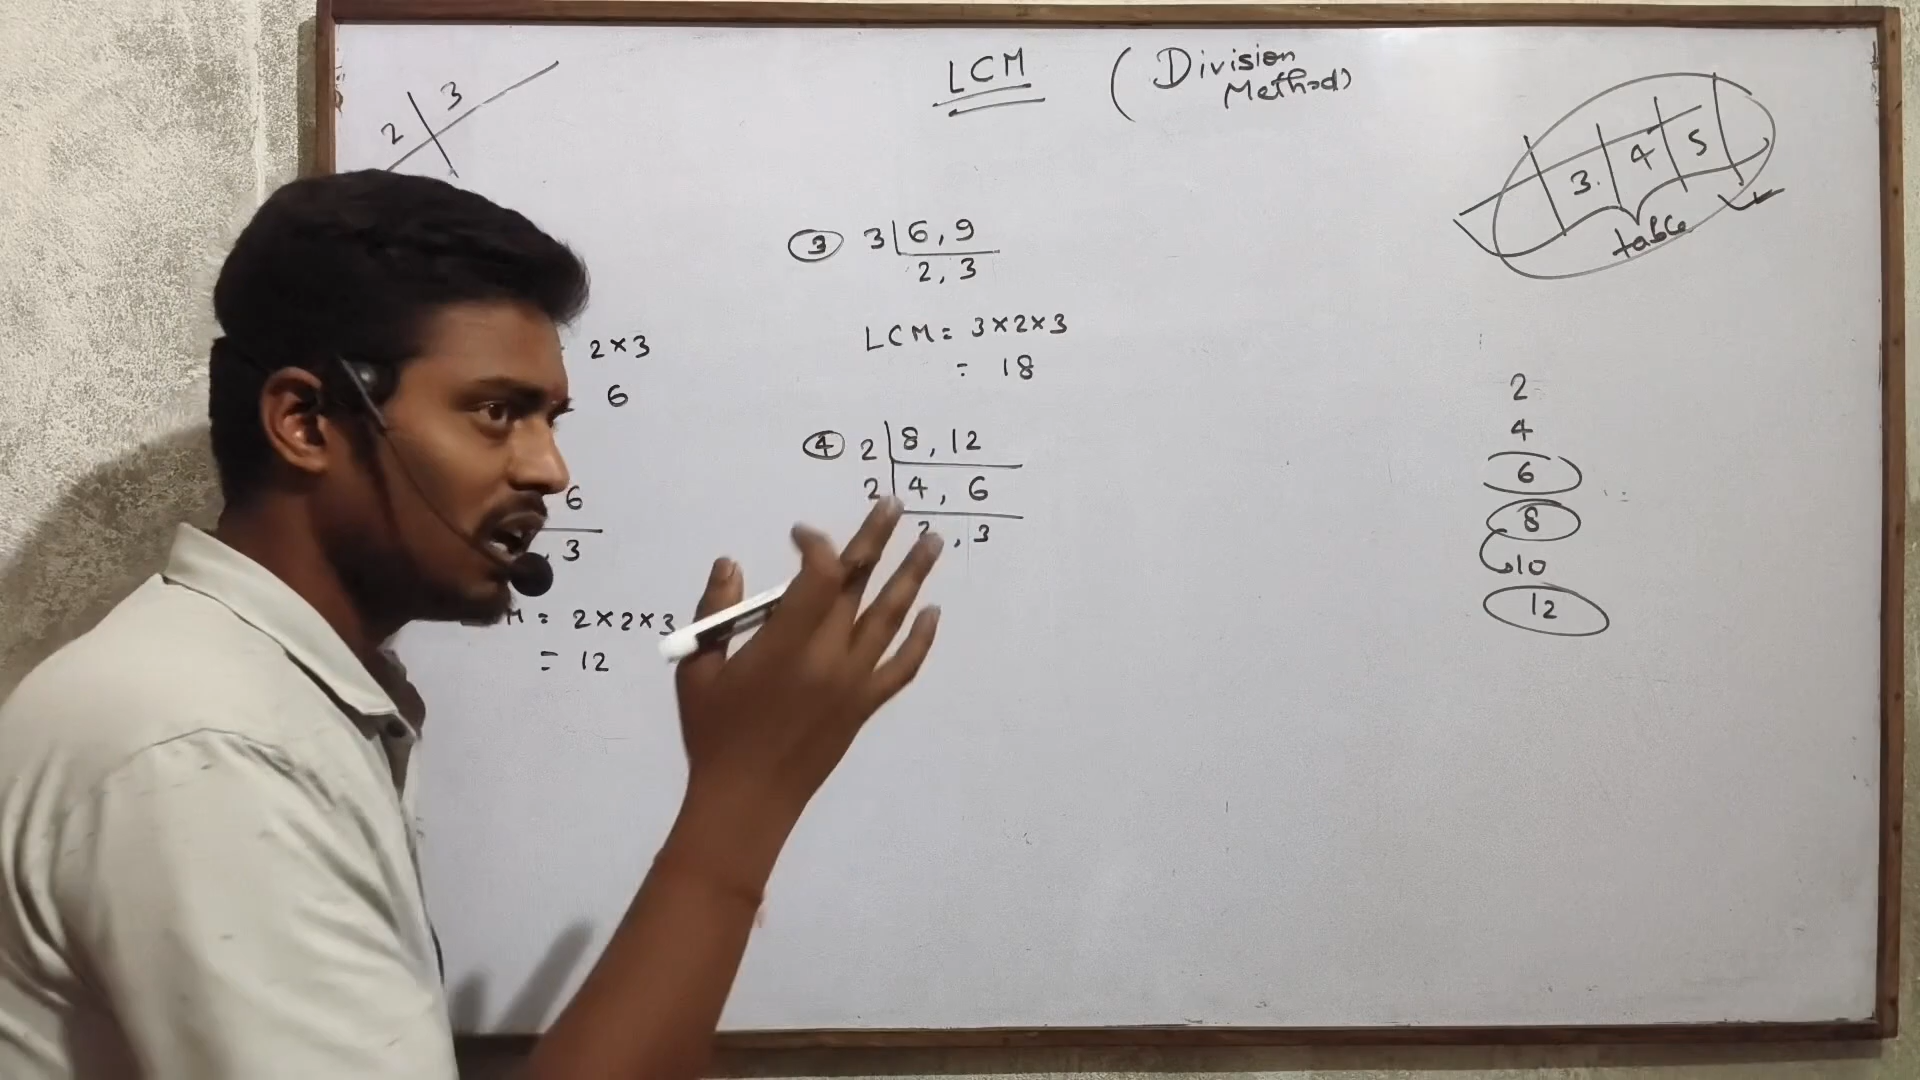 LCM (Division
Method)
2 3
3. 4 5
table
2×3
6
6
3
M = 2×2×3
= 12
③ 3 6, 9
2, 3
LCM = 3×2×3
= 18
④ 2 8, 12
2 4, 6
2, 3
2
4
6
8
10
12